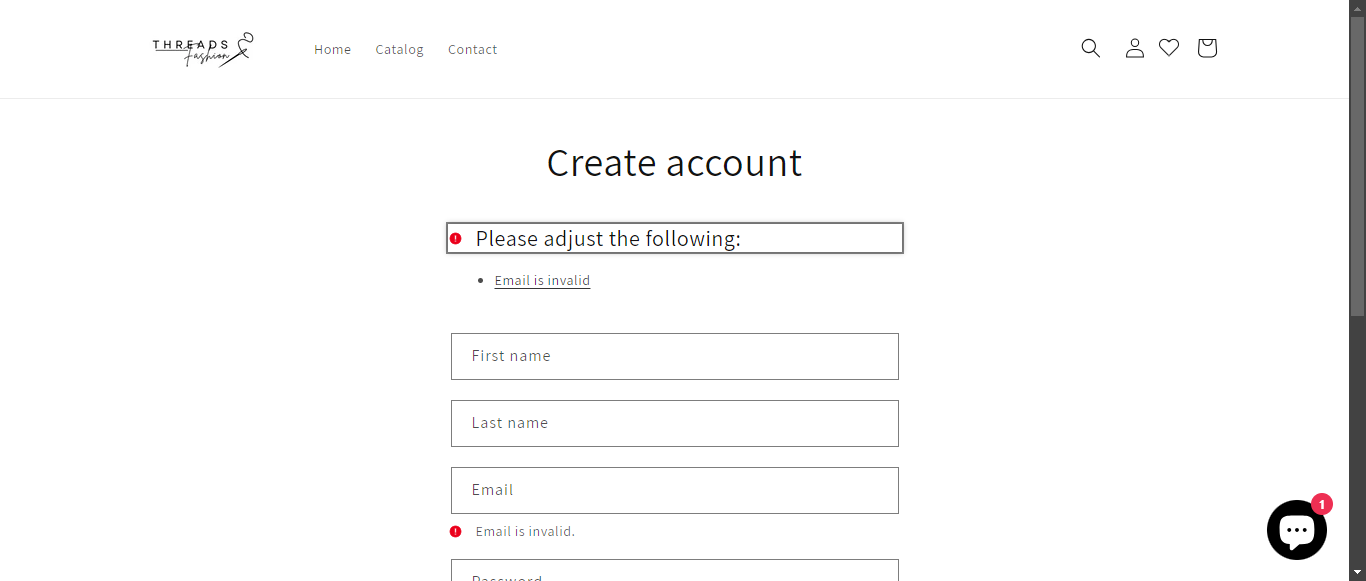 THREADS
Fashion
Home
Catalog
Contact
Create account
Please adjust the following:
Email is invalid
First name
Last name
Email
Email is invalid.
Password
1